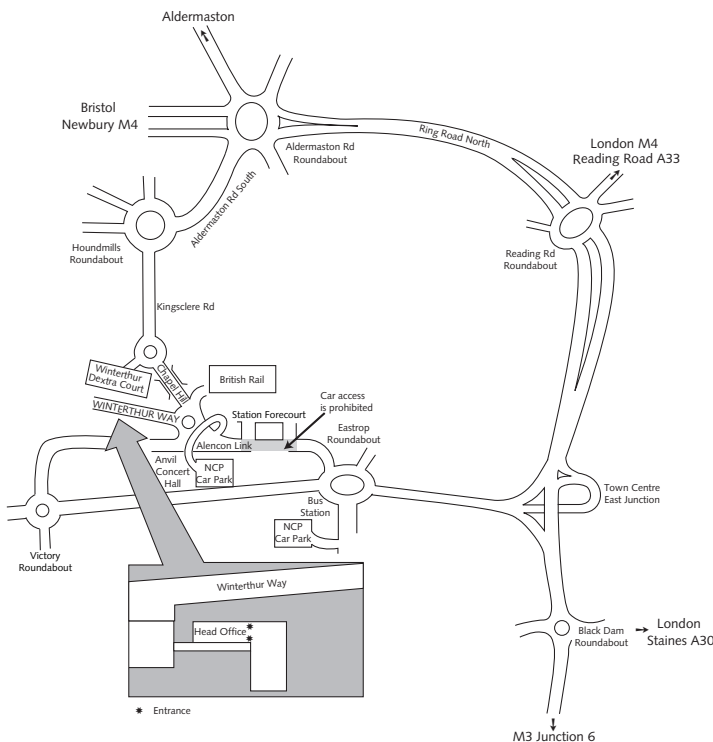 Aldermaston
Bristol
Newbury M4
Ring Road North
Aldermaston Rd
Roundabout
London M4
Reading Road A33
Aldermaston Rd South
Houndmills
Roundabout
Reading Rd
Roundabout
Kingsclere Rd
Winterthur
Dextra Court
Chapel Hill
British Rail
WINTERTHUR WAY
Station Forecourt
Car access
is prohibited
Eastrop
Roundabout
Alencon Link
Anvil
Concert
Hall
NCP
Car Park
Bus
Station
Town Centre
East Junction
NCP
Car Park
Victory
Roundabout
Winterthur Way
Head Office
Black Dam
Roundabout
London
Staines A30
Entrance
M3 Junction 6